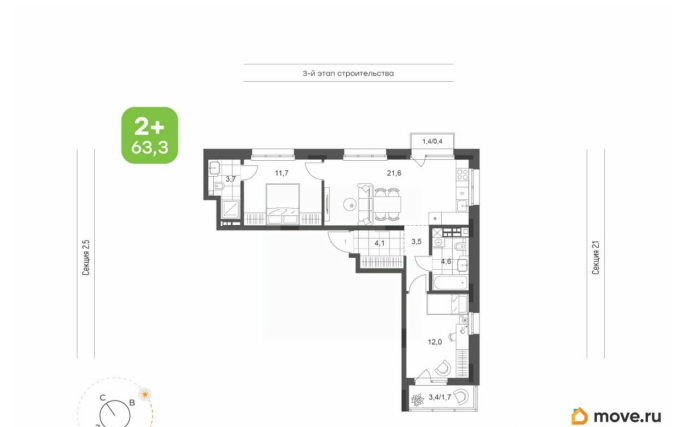 3-й этап строительства
2+
63,3
1,4/0,4
3,7
11,7
21,6
4,1
3,5
4,6
Секция 2.5
Секция 2.1
12,0
3,4/1,7
С
В
move.ru